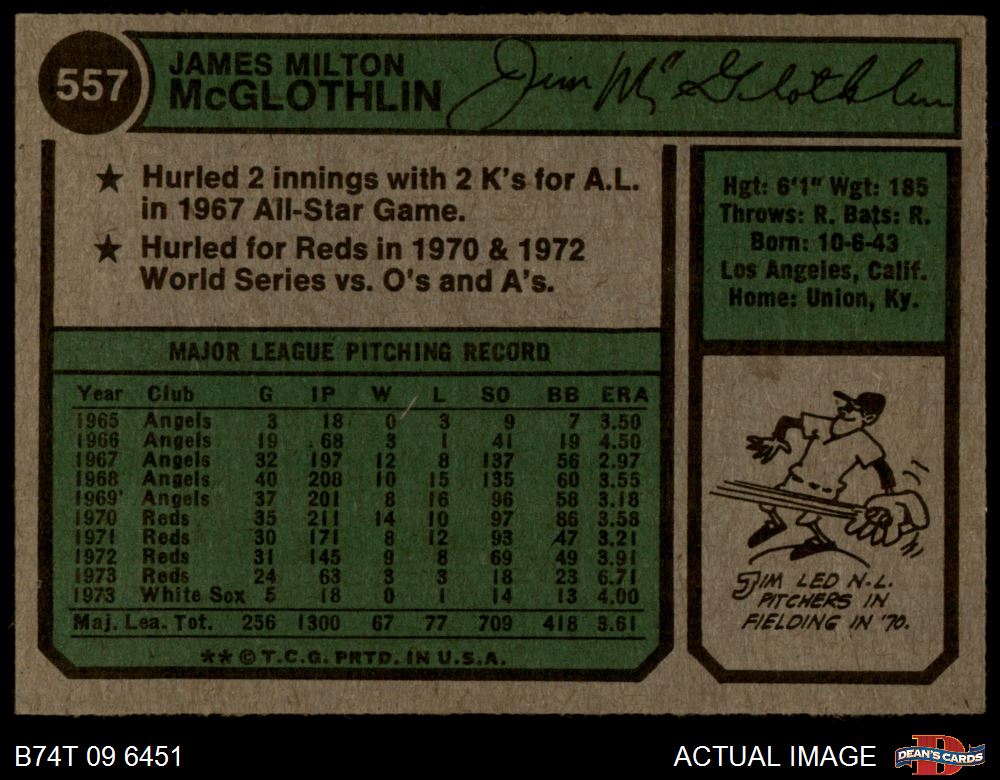 557
JAMES MILTON
McGLOTHLIN
Jim McGlothlin
★ Hurled 2 innings with 2 K's for A.L.
in 1967 All-Star Game.
★ Hurled for Reds in 1970 & 1972
World Series vs. O's and A's.
Hgt: 6'1" Wgt: 185
Throws: R. Bats: R.
Born: 10-6-43
Los Angeles, Calif.
Home: Union, Ky.
MAJOR LEAGUE PITCHING RECORD
Year Club G IP W L SO BB ERA
1965 Angels 3 18 0 3 9 7 3.50
1966 Angels 19 68 3 1 41 19 4.50
1967 Angels 32 197 12 8 137 56 2.97
1968 Angels 40 208 10 15 135 60 3.55
1969 Angels 37 201 8 16 96 58 3.18
1970 Reds 35 211 14 10 97 86 3.58
1971 Reds 30 171 8 12 93 47 3.21
1972 Reds 31 145 9 8 69 49 3.91
1973 Reds 24 63 3 3 18 23 6.71
1973 White Sox 5 18 0 1 14 13 4.00
Maj. Lea. Tot. 256 1300 67 77 709 418 3.61
**© T.C.G. PRTD. IN U.S.A.
JIM LED N.L.
PITCHERS IN
FIELDING IN '70.
B74T 09 6451
ACTUAL IMAGE
DEAN'S CARDS